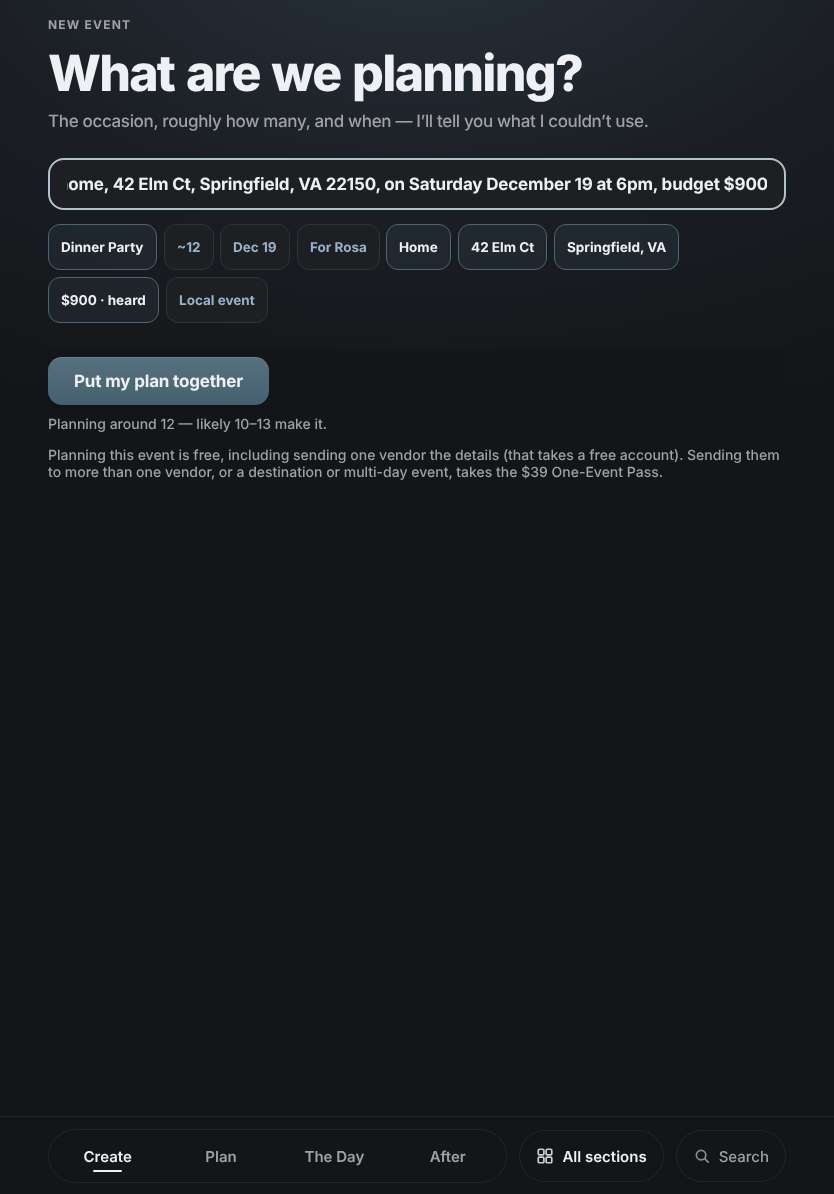 NEW EVENT
What are we planning?
The occasion, roughly how many, and when — I’ll tell you what I couldn’t use.
ome, 42 Elm Ct, Springfield, VA 22150, on Saturday December 19 at 6pm, budget $900
Dinner Party ~12 Dec 19 For Rosa Home 42 Elm Ct Springfield, VA
$900 · heard Local event
Put my plan together
Planning around 12 — likely 10–13 make it.
Planning this event is free, including sending one vendor the details (that takes a free account). Sending them
to more than one vendor, or a destination or multi-day event, takes the $39 One-Event Pass.
Create Plan The Day After All sections Search